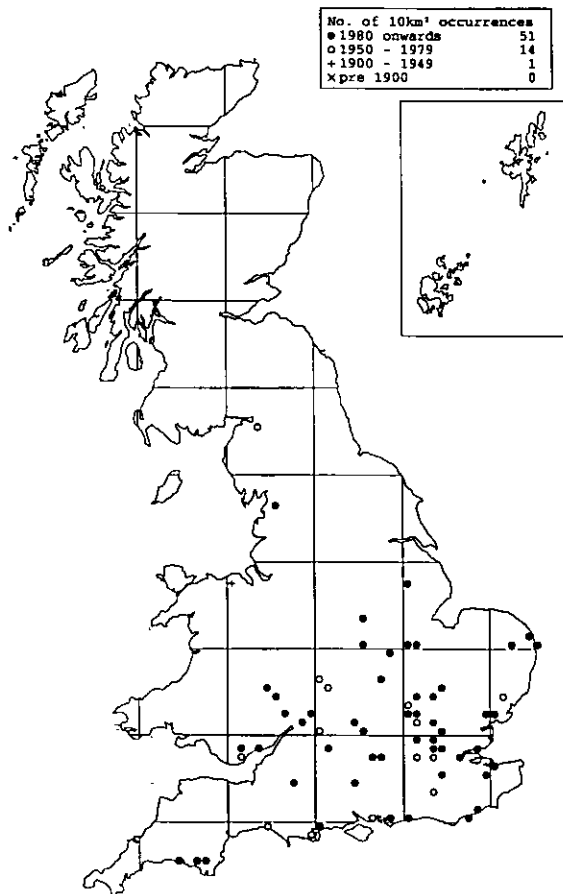 No. of 10km² occurrences
● 1980 onwards 51
○ 1950 - 1979 14
+ 1900 - 1949 1
× pre 1900 0